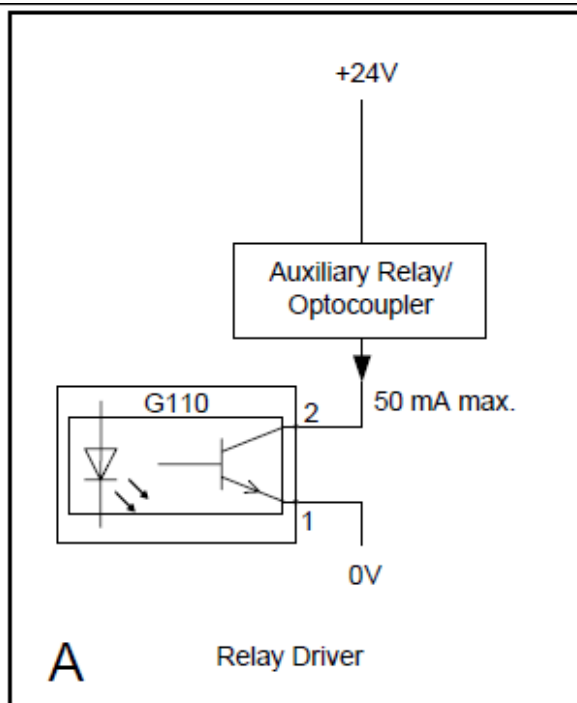 +24V
Auxiliary Relay/
Optocoupler
G110
2
50 mA max.
1
0V
A
Relay Driver